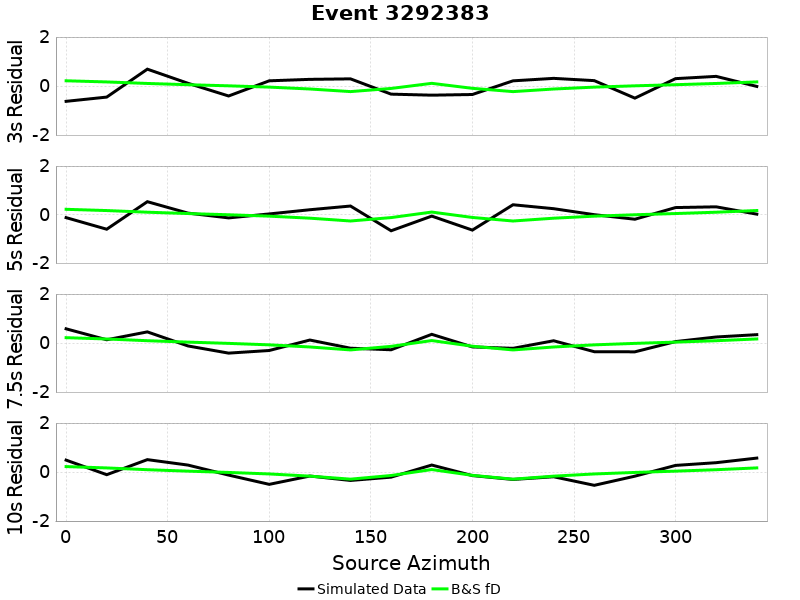 Event 3292383
3s Residual
2
0
-2
5s Residual
2
0
-2
7.5s Residual
2
0
-2
10s Residual
2
0
-2
0 50 100 150 200 250 300
Source Azimuth
Simulated Data B&S fD